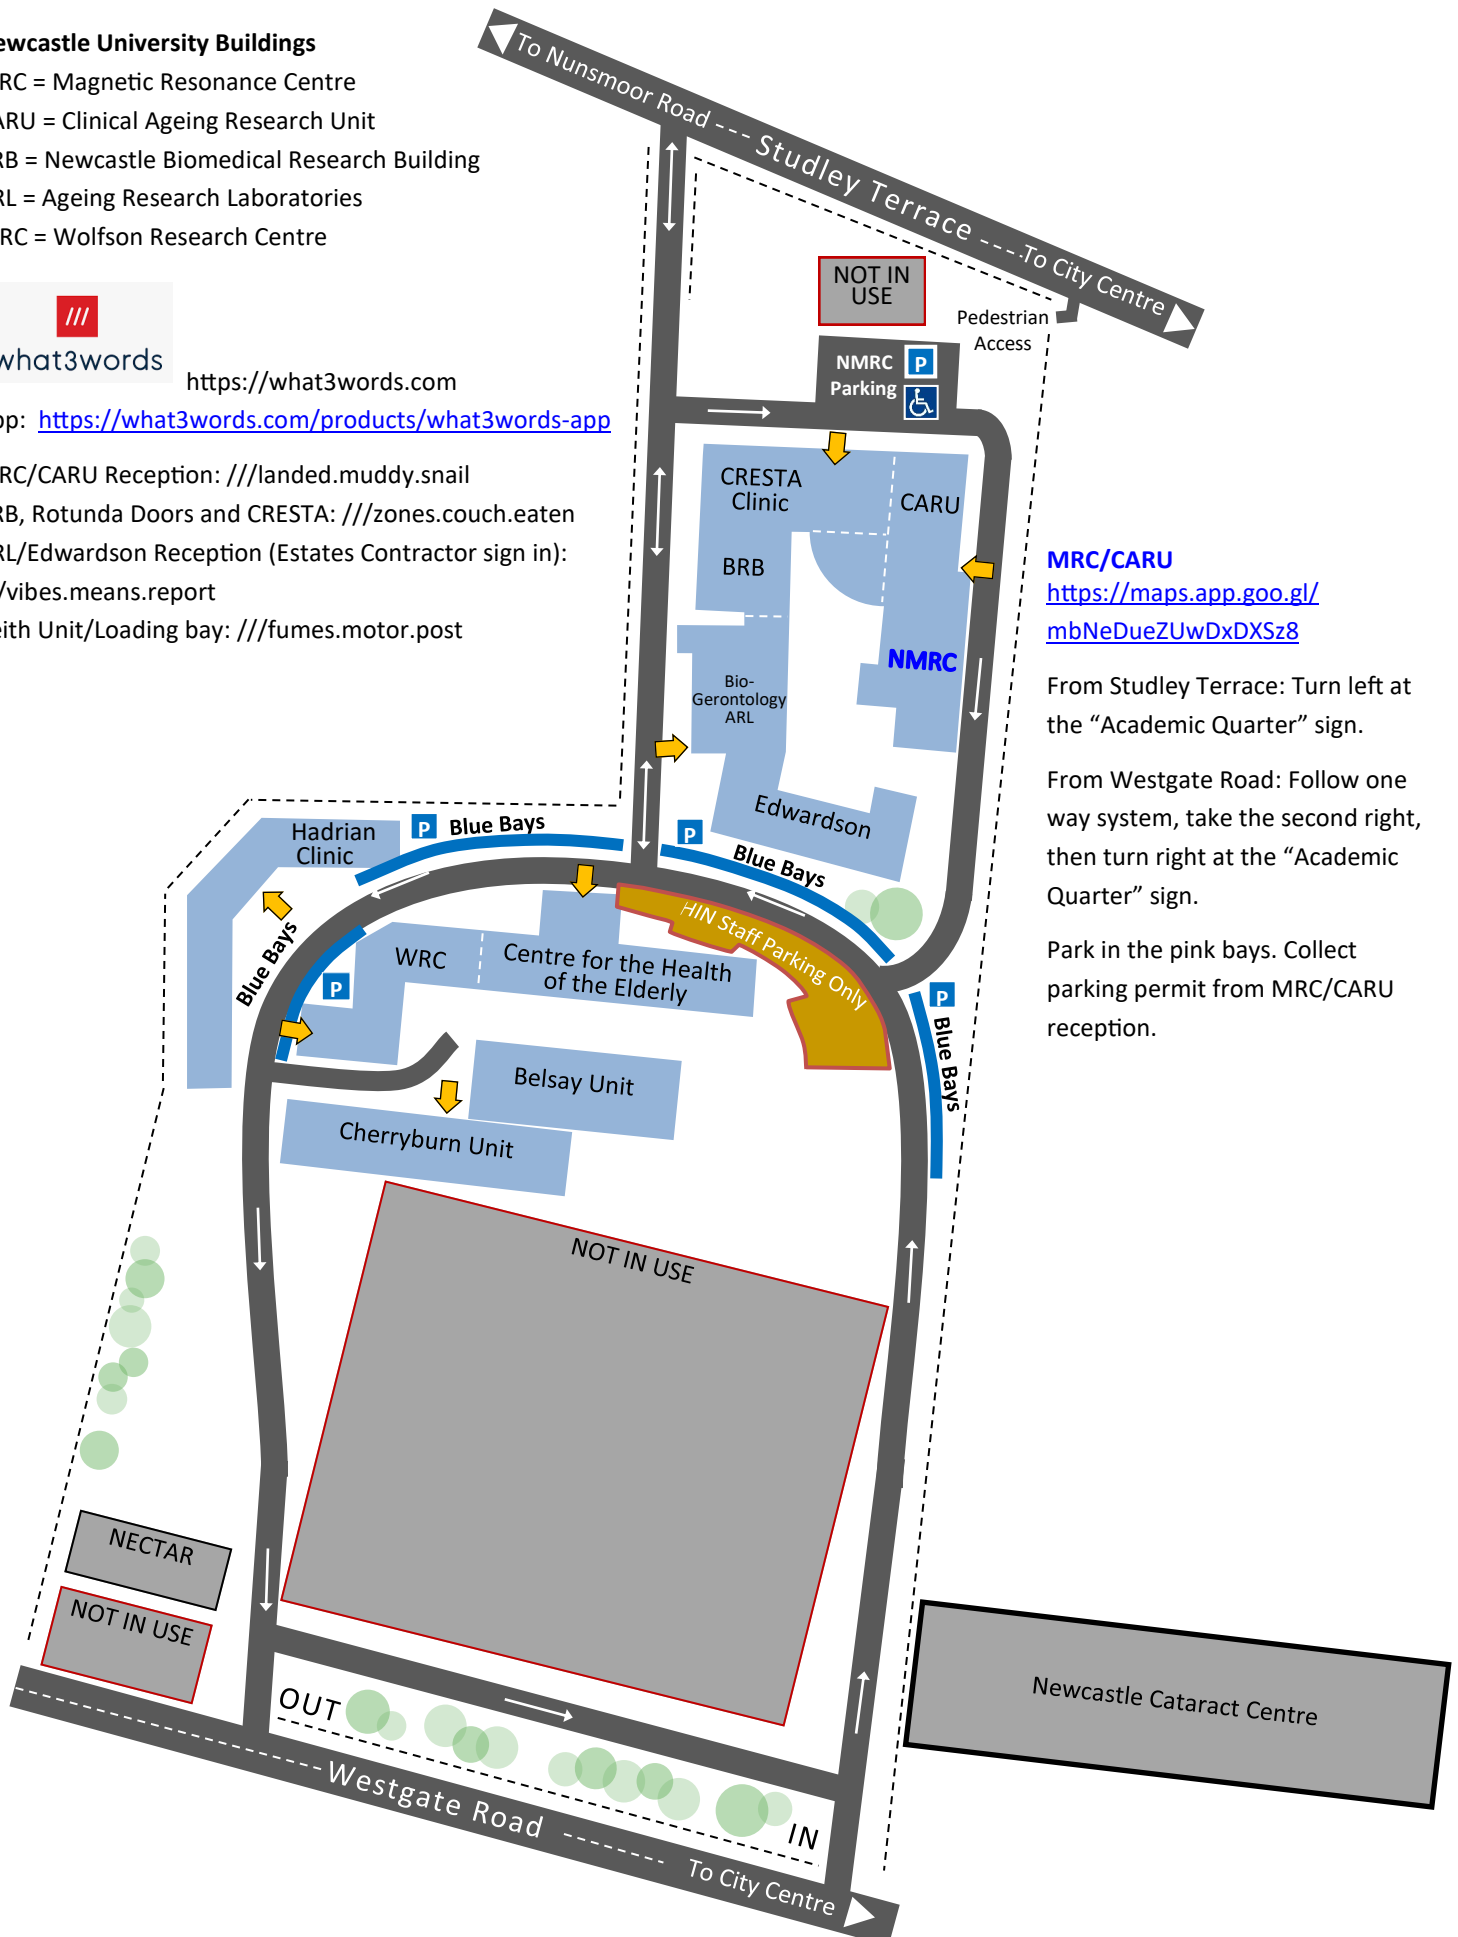 ewcastle University Buildings
RC = Magnetic Resonance Centre
ARU = Clinical Ageing Research Unit
RB = Newcastle Biomedical Research Building
RL = Ageing Research Laboratories
RC = Wolfson Research Centre
///
what3words
https://what3words.com
pp: https://what3words.com/products/what3words-app
RC/CARU Reception: ///landed.muddy.snail
RB, Rotunda Doors and CRESTA: ///zones.couch.eaten
RL/Edwardson Reception (Estates Contractor sign in):
/vibes.means.report
eith Unit/Loading bay: ///fumes.motor.post
To Nunsmoor Road ---- Studley Terrace ---- To City Centre
NOT IN
USE
Pedestrian
Access
NMRC
Parking
P
CRESTA
Clinic
CARU
BRB
NMRC
Bio-
Gerontology
ARL
Edwardson
MRC/CARU
https://maps.app.goo.gl/
mbNeDueZUwDxDXSz8
From Studley Terrace: Turn left at
the “Academic Quarter” sign.
From Westgate Road: Follow one
way system, take the second right,
then turn right at the “Academic
Quarter” sign.
Park in the pink bays. Collect
parking permit from MRC/CARU
reception.
Hadrian
Clinic
P
Blue Bays
P
Blue Bays
HIN Staff Parking Only
Blue Bays
P
WRC
Centre for the Health
of the Elderly
P
Blue Bays
Belsay Unit
Cherryburn Unit
NOT IN USE
NECTAR
NOT IN USE
Newcastle Cataract Centre
OUT
IN
Westgate Road
To City Centre